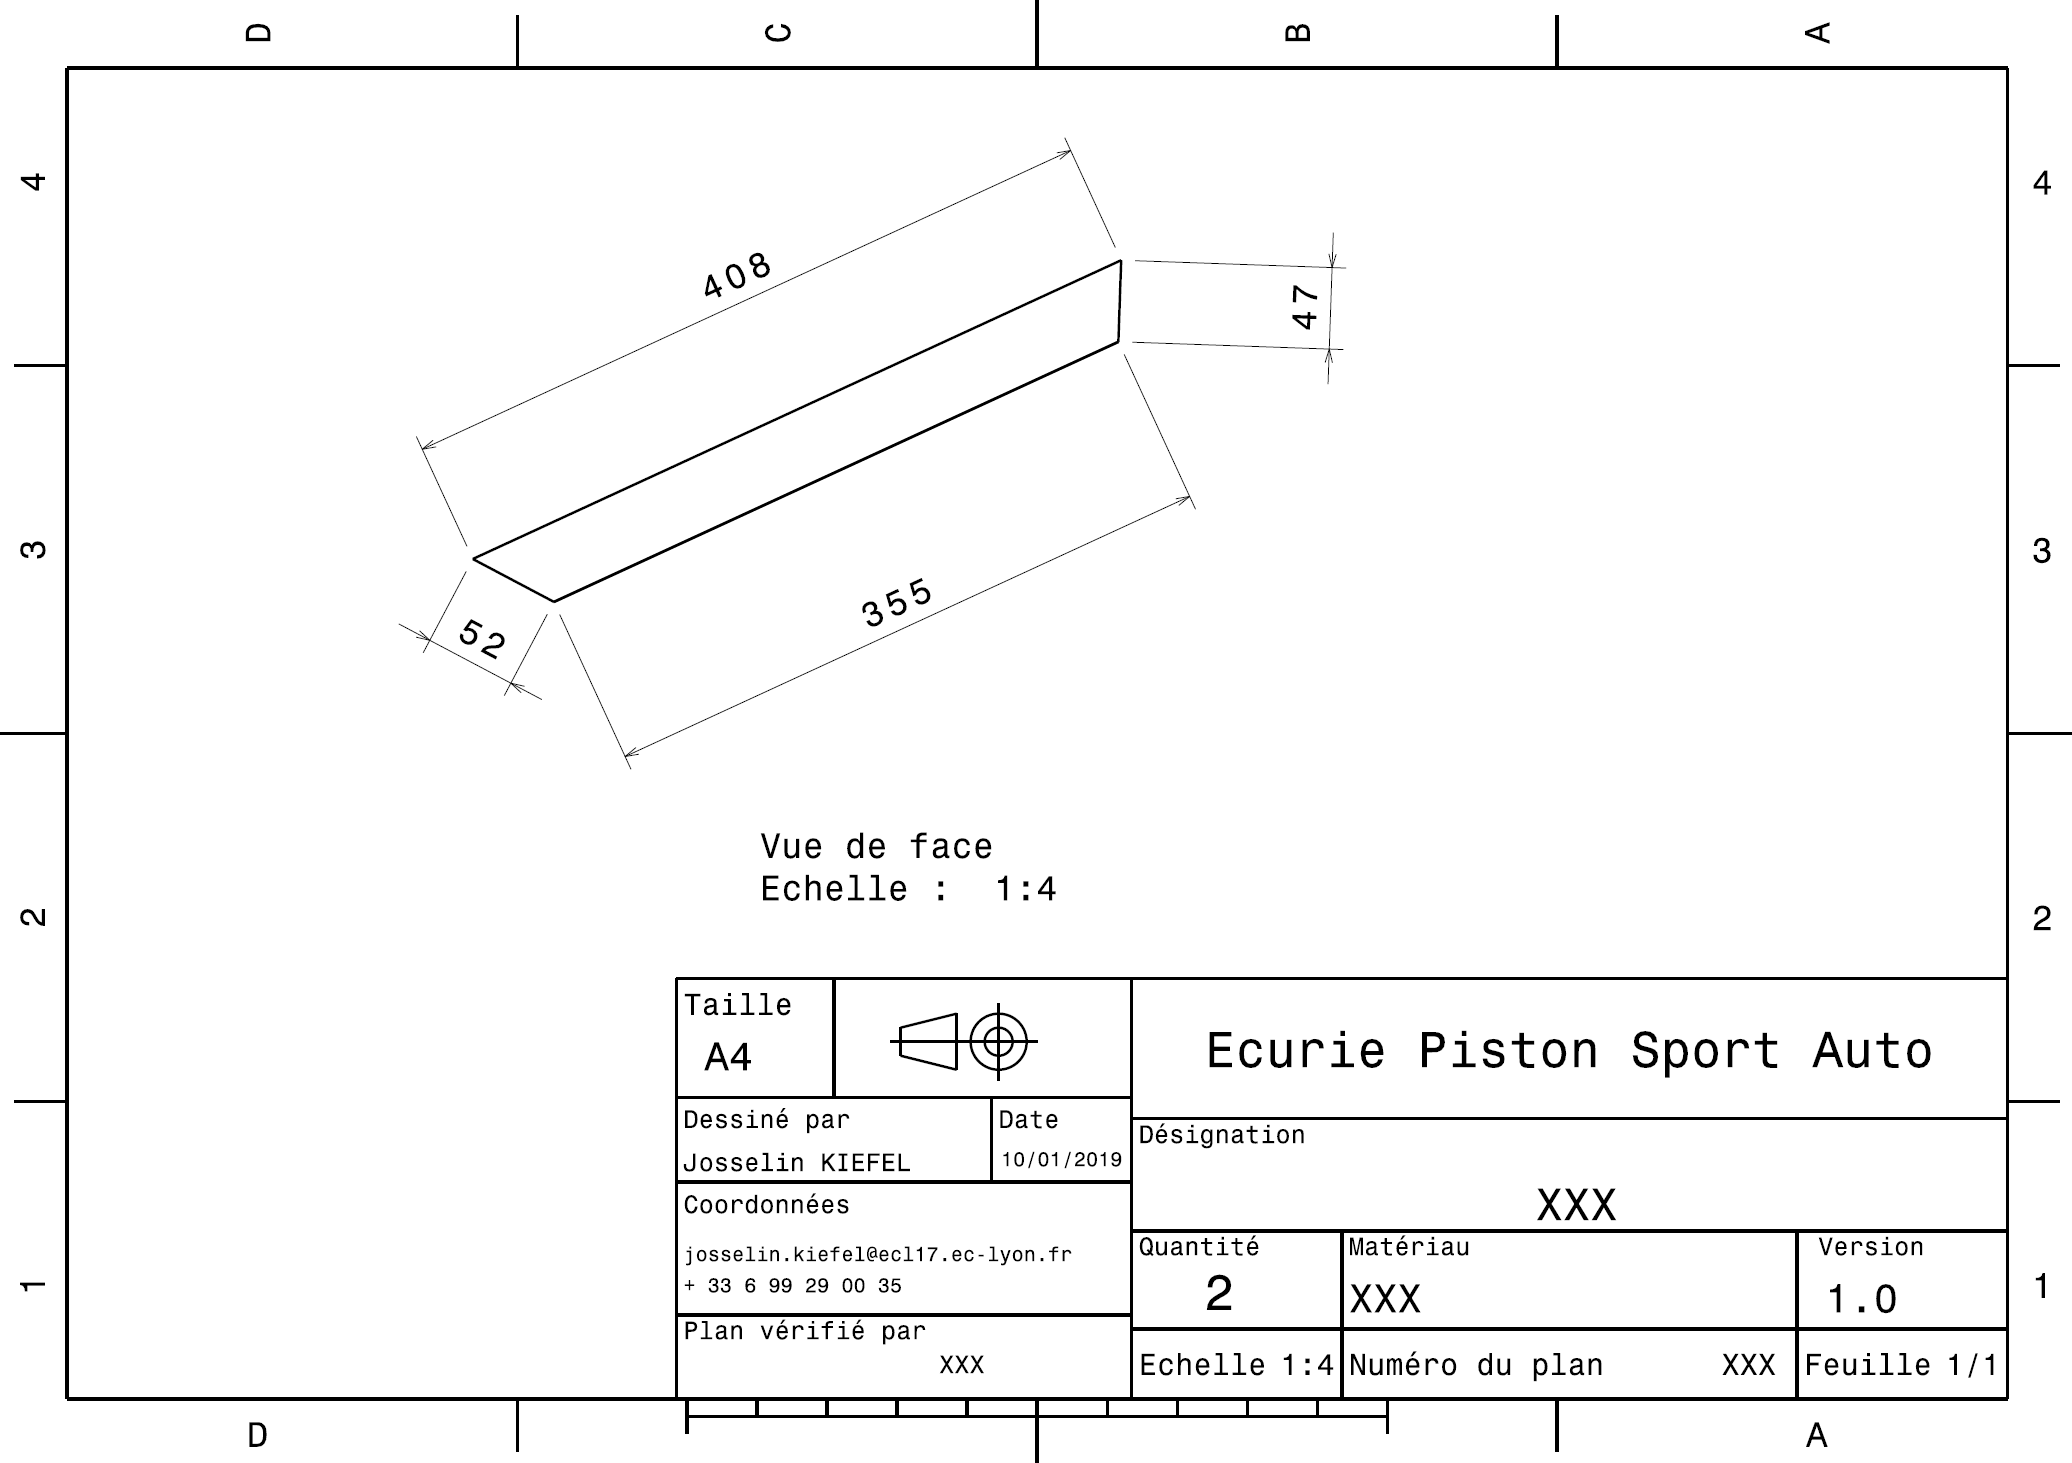 D C B A
4 4
408
47
3 3
52
355
Vue de face
Echelle : 1:4
2 2
Taille
A4
Ecurie Piston Sport Auto
Dessiné par
Josselin KIEFEL
Date
10/01/2019
Désignation
XXX
Coordonnées
josselin.kiefel@ecl17.ec-lyon.fr
+ 33 6 99 29 00 35
Quantité
2
Matériau
XXX
Version
1.0
1 1
Plan vérifié par
XXX
Echelle 1:4
Numéro du plan XXX
Feuille 1/1
D A